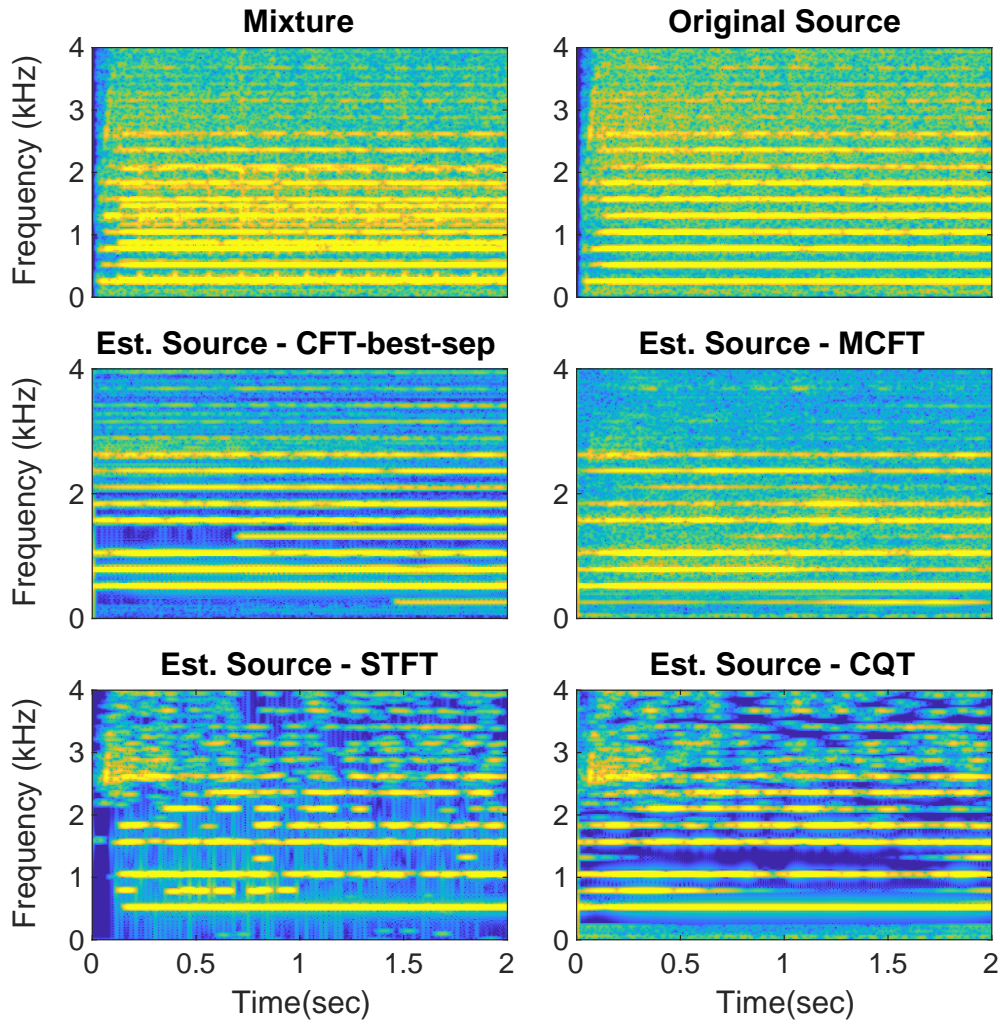 Mixture
Original Source
Frequency (kHz)
4
3
2
1
0
4
3
2
1
0
Est. Source - CFT-best-sep
Est. Source - MCFT
Frequency (kHz)
4
2
0
4
2
0
Est. Source - STFT
Est. Source - CQT
Frequency (kHz)
4
3
2
1
0
4
3
2
1
0
0 0.5 1 1.5 2
0 0.5 1 1.5 2
Time(sec)
Time(sec)